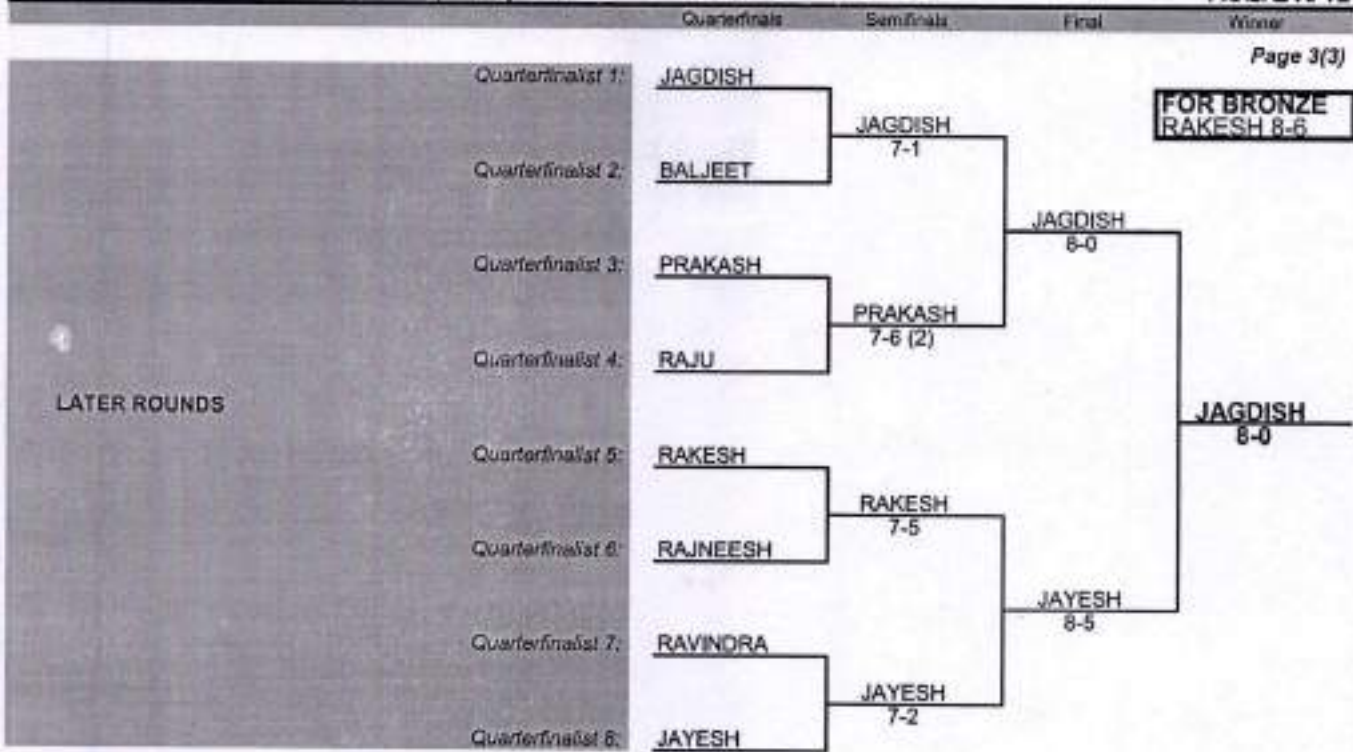 Quarterfinals Semifinals Final Winner
Page 3(3)
Quarterfinalist 1: JAGDISH
FOR BRONZE
RAKESH 8-6
JAGDISH
7-1
Quarterfinalist 2: BALJEET
JAGDISH
8-0
Quarterfinalist 3: PRAKASH
PRAKASH
7-6 (2)
Quarterfinalist 4: RAJU
LATER ROUNDS
JAGDISH
8-0
Quarterfinalist 5: RAKESH
RAKESH
7-5
Quarterfinalist 6: RAJNEESH
JAYESH
8-5
Quarterfinalist 7: RAVINDRA
JAYESH
7-2
Quarterfinalist 8: JAYESH